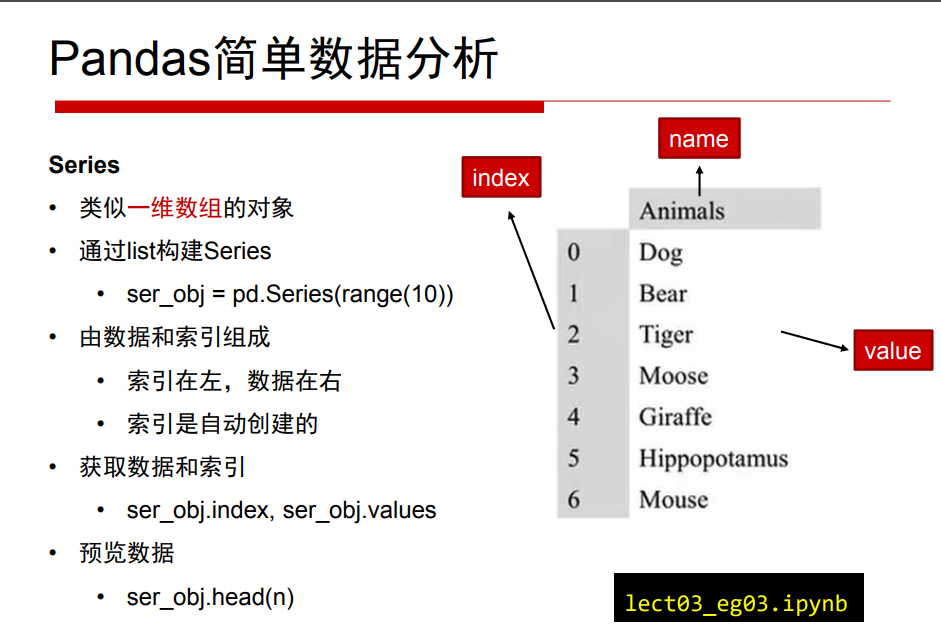 Pandas简单数据分析
Series
• 类似一维数组的对象
• 通过list构建Series
• ser_obj = pd.Series(range(10))
• 由数据和索引组成
• 索引在左，数据在右
• 索引是自动创建的
• 获取数据和索引
• ser_obj.index, ser_obj.values
• 预览数据
• ser_obj.head(n)
name
index
Animals
0 Dog
1 Bear
2 Tiger
3 Moose
4 Giraffe
5 Hippopotamus
6 Mouse
value
lect03_eg03.ipynb